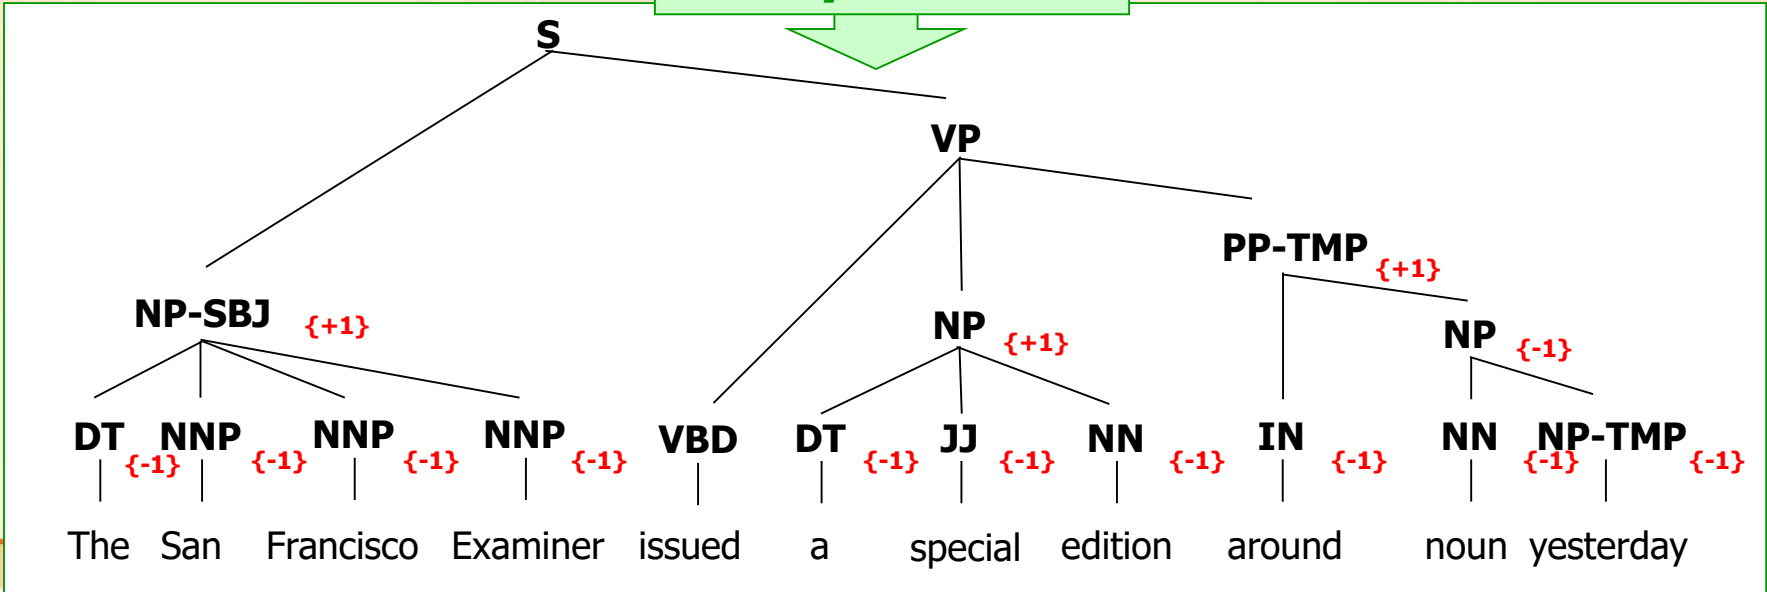 S
VP
PP-TMP {+1}
NP-SBJ {+1} NP {+1} NP {-1}
DT {-1} NNP {-1} NNP {-1} NNP {-1} VBD DT {-1} JJ {-1} NN {-1} IN {-1} NN {-1} NP-TMP {-1}
The San Francisco Examiner issued a special edition around noun yesterday